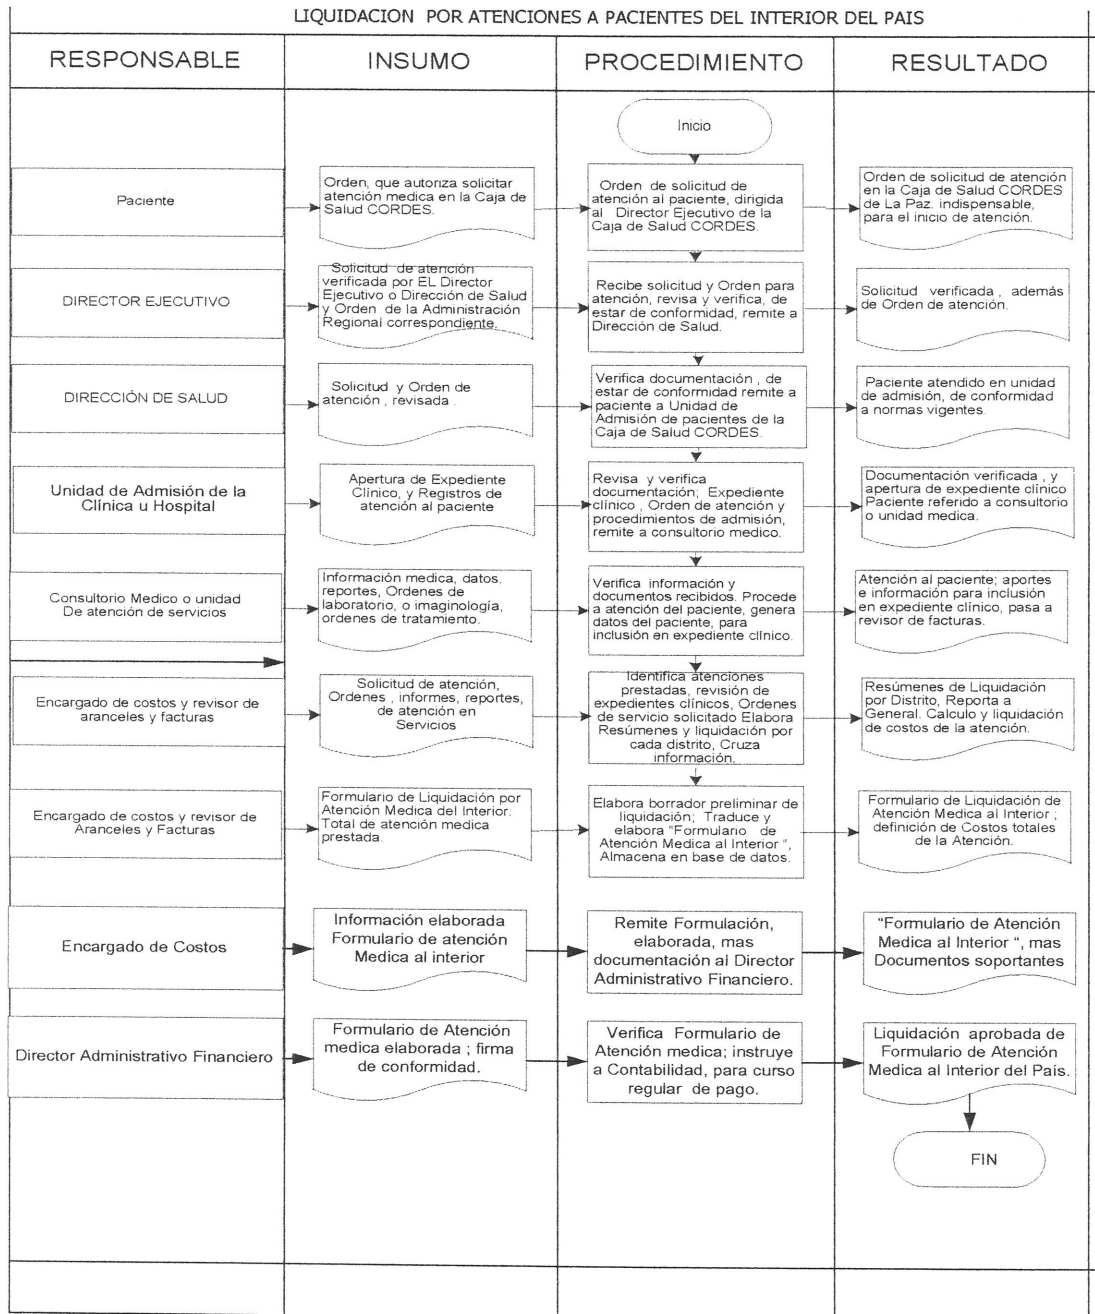 LIQUIDACION POR ATENCIONES A PACIENTES DEL INTERIOR DEL PAIS
RESPONSABLE
INSUMO
PROCEDIMIENTO
RESULTADO
Inicio
Paciente
Orden, que autoriza solicitar
atención medica en la Caja de
Salud CORDES.
Orden de solicitud de
atención al paciente, dirigida
al Director Ejecutivo de la
Caja de Salud CORDES.
Orden de solicitud de atención
en la Caja de Salud CORDES
de La Paz. indispensable,
para el inicio de atención.
DIRECTOR EJECUTIVO
Solicitud de atención
verificada por EL Director
Ejecutivo o Dirección de Salud
y Orden de la Administración
Regional correspondiente.
Recibe solicitud y Orden para
atención, revisa y verifica, de
estar de conformidad, remite a
Dirección de Salud.
Solicitud verificada , además
de Orden de atención.
DIRECCIÓN DE SALUD
Solicitud y Orden de
atención , revisada .
Verifica documentación , de
estar de conformidad remite a
paciente a Unidad de
Admisión de pacientes de la
Caja de Salud CORDES.
Paciente atendido en unidad
de admisión, de conformidad
a normas vigentes.
Unidad de Admisión de la
Clínica u Hospital
Apertura de Expediente
Clínico, y Registros de
atención al paciente
Revisa y verifica
documentación; Expediente
clínico , Orden de atención y
procedimientos de admisión,
remite a consultorio medico.
Documentación verificada , y
apertura de expediente clínico
Paciente referido a consultorio
o unidad medica.
Consultorio Medico o unidad
De atención de servicios
Información medica, datos,
reportes, Ordenes de
laboratorio, o imaginología,
ordenes de tratamiento.
Verifica información y
documentos recibidos. Procede
a atención del paciente, genera
datos del paciente, para
inclusión en expediente clínico.
Atención al paciente; aportes
e información para inclusión
en expediente clínico, pasa a
revisor de facturas.
Encargado de costos y revisor de
aranceles y facturas
Solicitud de atención,
Ordenes , informes, reportes,
de atención en
Servicios
Identifica atenciones
prestadas, revisión de
expedientes clínicos, Ordenes
de servicio solicitado Elabora
Resúmenes y liquidación por
cada distrito, Cruza
información.
Resúmenes de Liquidación
por Distrito, Reporta a
General. Calculo y liquidación
de costos de la atención.
Encargado de costos y revisor de
Aranceles y Facturas
Formulario de Liquidación por
Atención Medica del Interior.
Total de atención medica
prestada.
Elabora borrador preliminar de
liquidación; Traduce y
elabora "Formulario de
Atención Medica al Interior ",
Almacena en base de datos.
Formulario de Liquidación de
Atención Medica al Interior ;
definición de Costos totales
de la Atención.
Encargado de Costos
Información elaborada
Formulario de atención
Medica al interior
Remite Formulación,
elaborada, mas
documentación al Director
Administrativo Financiero.
"Formulario de Atención
Medica al Interior ", mas
Documentos soportantes
Director Administrativo Financiero
Formulario de Atención
medica elaborada ; firma
de conformidad.
Verifica Formulario de
Atención medica; instruye
a Contabilidad, para curso
regular de pago.
Liquidación aprobada de
Formulario de Atención
Medica al Interior del País.
FIN